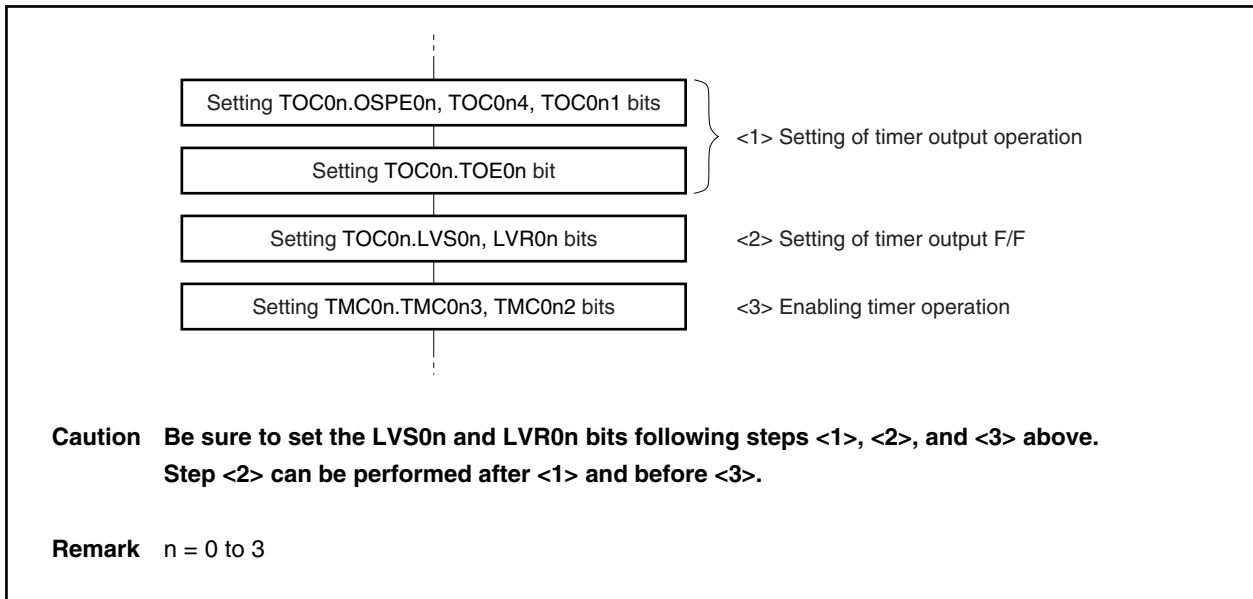 Setting TOC0n.OSPE0n, TOC0n4, TOC0n1 bits
<1> Setting of timer output operation
Setting TOC0n.TOE0n bit
Setting TOC0n.LVS0n, LVR0n bits
<2> Setting of timer output F/F
Setting TMC0n.TMC0n3, TMC0n2 bits
<3> Enabling timer operation
Caution Be sure to set the LVS0n and LVR0n bits following steps <1>, <2>, and <3> above.
Step <2> can be performed after <1> and before <3>.
Remark n = 0 to 3